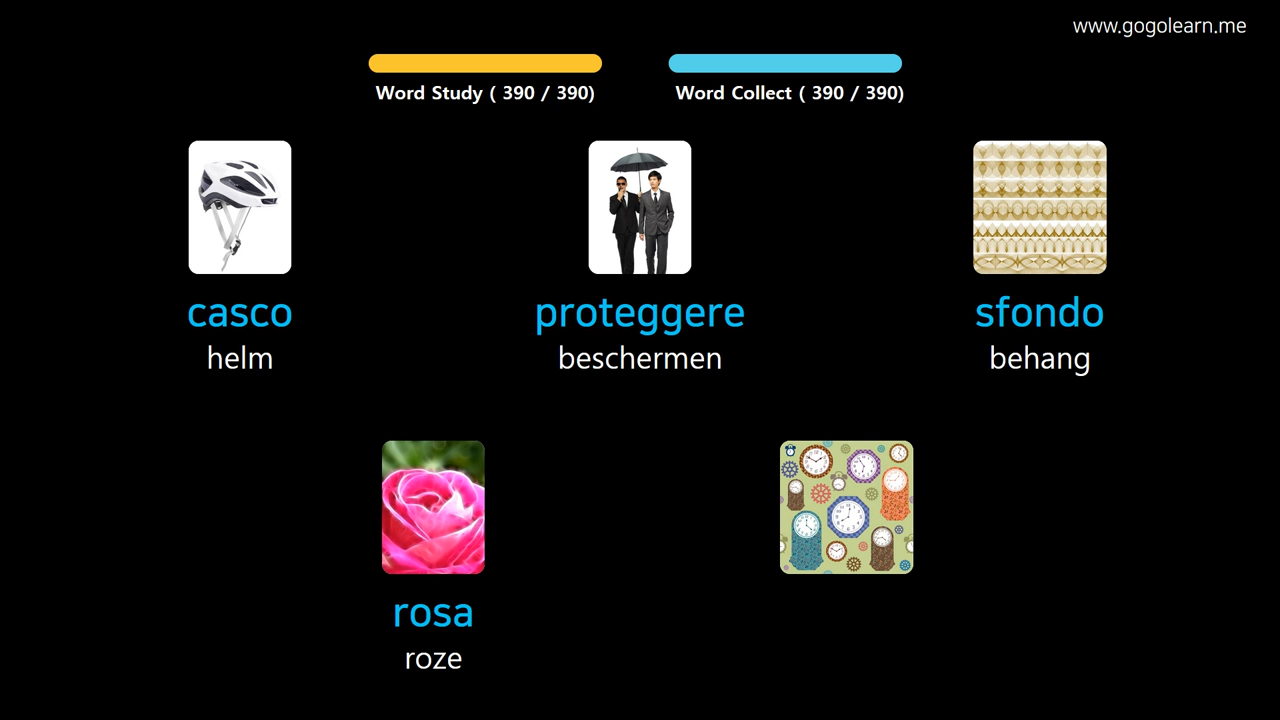 www.gogolearn.me
Word Study ( 390 / 390)
Word Collect ( 390 / 390)
casco
helm
proteggere
beschermen
sfondo
behang
rosa
roze